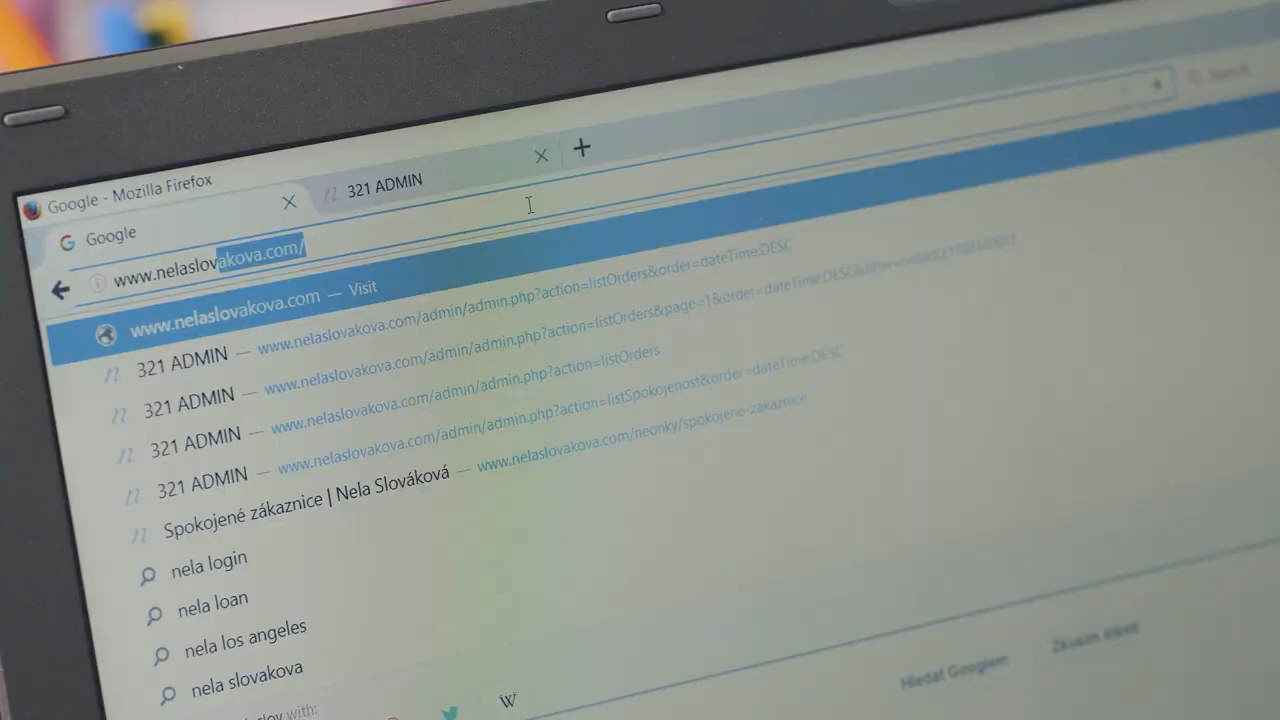 Google - Mozilla Firefox
Google
321 ADMIN
www.nelaslovakova.com/
Search
www.nelaslovakova.com — Visit
321 ADMIN — www.nelaslovakova.com/admin/admin.php?action=listOrders&order=dateTime:DESC
321 ADMIN — www.nelaslovakova.com/admin/admin.php?action=listOrders&page=1&order=dateTime:DESC
321 ADMIN — www.nelaslovakova.com/admin/admin.php?action=listOrders
321 ADMIN — www.nelaslovakova.com/admin/admin.php?action=listSpokojenost&order=dateTime:DESC
Spokojené zákaznice | Nela Slováková — www.nelaslovakova.com/neonky/spokojene-zakaznice
nela login
nela loan
nela los angeles
nela slovakova
with:
W
Hledat Googlem
Zkusím štěstí